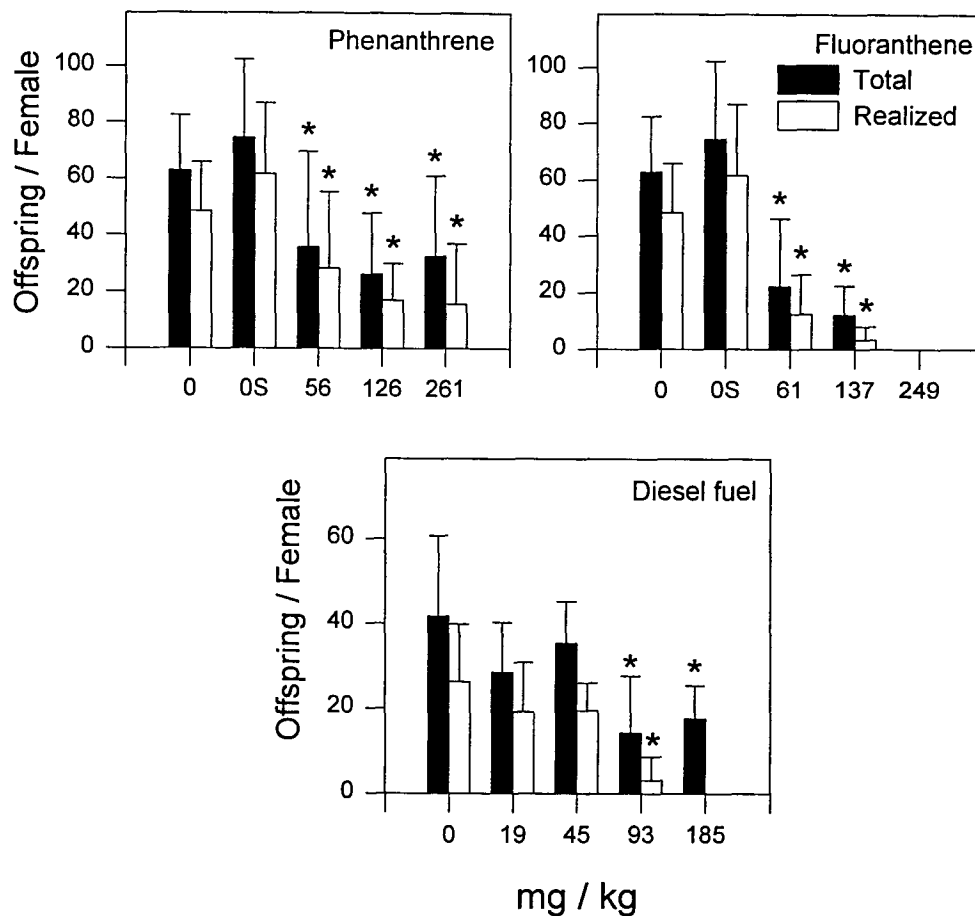 Phenanthrene
Offspring / Female
100
80
60
40
20
0
* * * * * *
0 0S 56 126 261
Fluoranthene
Total
Realized
100
80
60
40
20
0
* * * *
0 0S 61 137 249
Diesel fuel
Offspring / Female
60
40
20
0
* * *
0 19 45 93 185
mg / kg